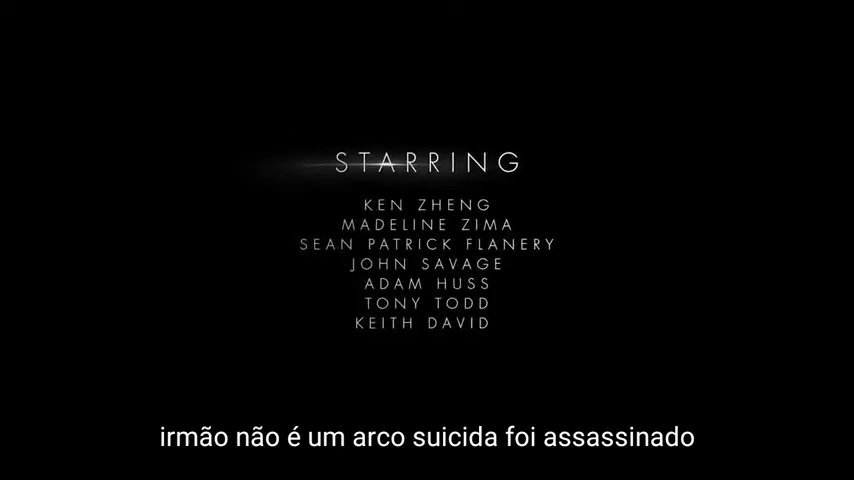 STARRING
KEN ZHENG
MADELINE ZIMA
SEAN PATRICK FLANERY
JOHN SAVAGE
ADAM HUSS
TONY TODD
KEITH DAVID
irmão não é um arco suicida foi assassinado